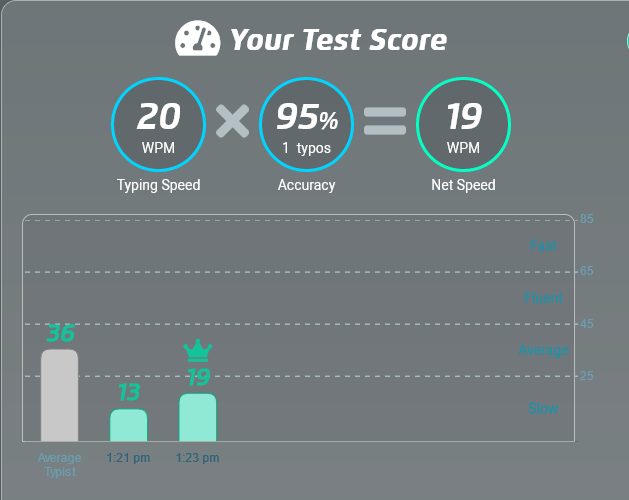 Your Test Score
20
WPM
Typing Speed
95%
1 typos
Accuracy
19
WPM
Net Speed
85
Fast
65
Fluent
45
Average
25
Slow
36
13
19
Average
Typist
1:21 pm
1:23 pm